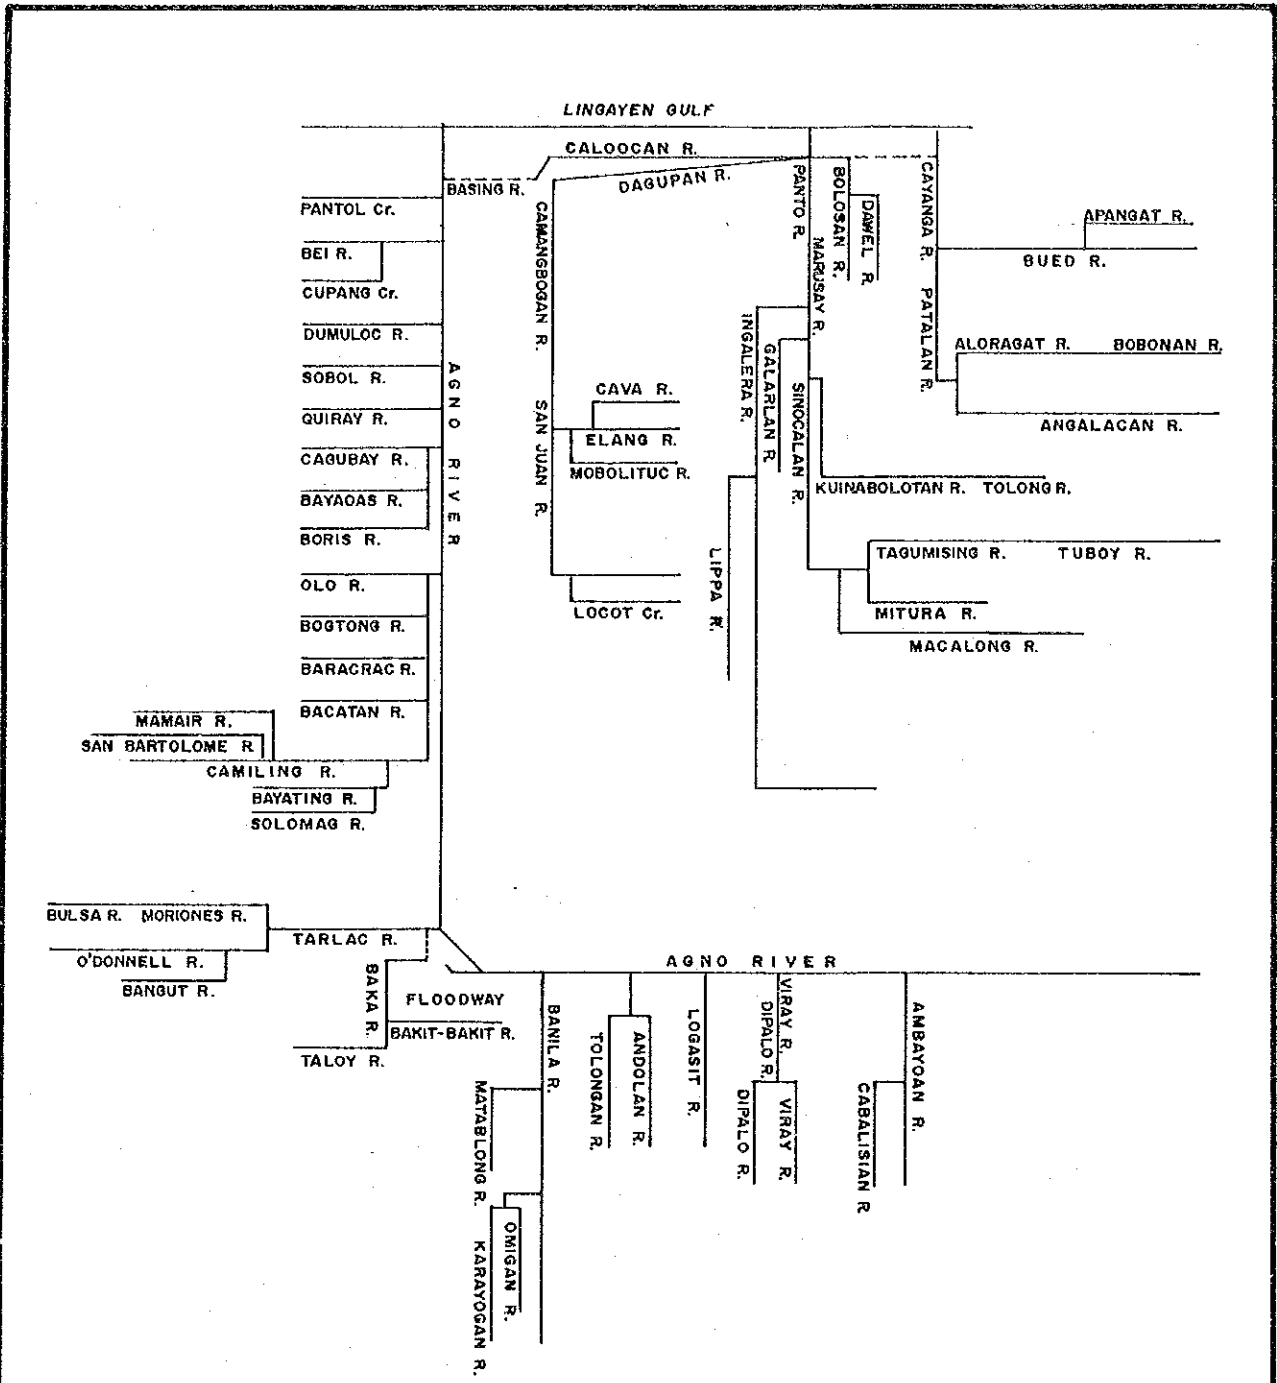 LINGAYEN GULF
CALOOCAN R.
BASING R.
DAGUPAN R.
PANTOL Cr.
BEI R.
CUPANG Cr.
DUMULOC R.
SOBOL R.
QUIRAY R.
CAGUBAY R.
BAYAOAS R.
BORIS R.
OLO R.
BOGTONG R.
BARACRAC R.
BACATAN R.
MAMAIR R.
SAN BARTOLOME R
CAMILING R.
BAYATING R.
SOLOMAG R.
AGNO RIVER
CAMANGBOGAN R.
SAN JUAN R.
CAVA R.
ELANG R.
MOBOLITUC R.
LOCOT Cr.
PANTO R.
MARUSAY R.
BOLOSAN R.
DAWEL R.
INGALERA R.
GALARLAN R.
SINOCALAN R.
LIPPA R.
KUINABOLOTAN R. TOLONG R.
TAGUMISING R. TUBOY R.
MITURA R.
MACALONG R.
CAYANGA R. PATALAN R.
APANGAT R.
BUED R.
ALORAGAT R. BOBONAN R.
ANGALACAN R.
BULSA R. MORIONES R.
TARLAC R.
O'DONNELL R.
BANGUT R.
BAKA R.
FLOODWAY
BAKIT-BAKIT R.
TALOY R.
AGNO RIVER
BANILA R.
MATABLONG R.
KARAYOGAN R.
OMIGAN R.
TOLONGAN R.
ANDOLAN R.
LOGASIT R.
VIRAY R.
DIPALO R.
DIPALO R.
VIRAY R.
AMBAYOAN R.
CABALISIAN R.